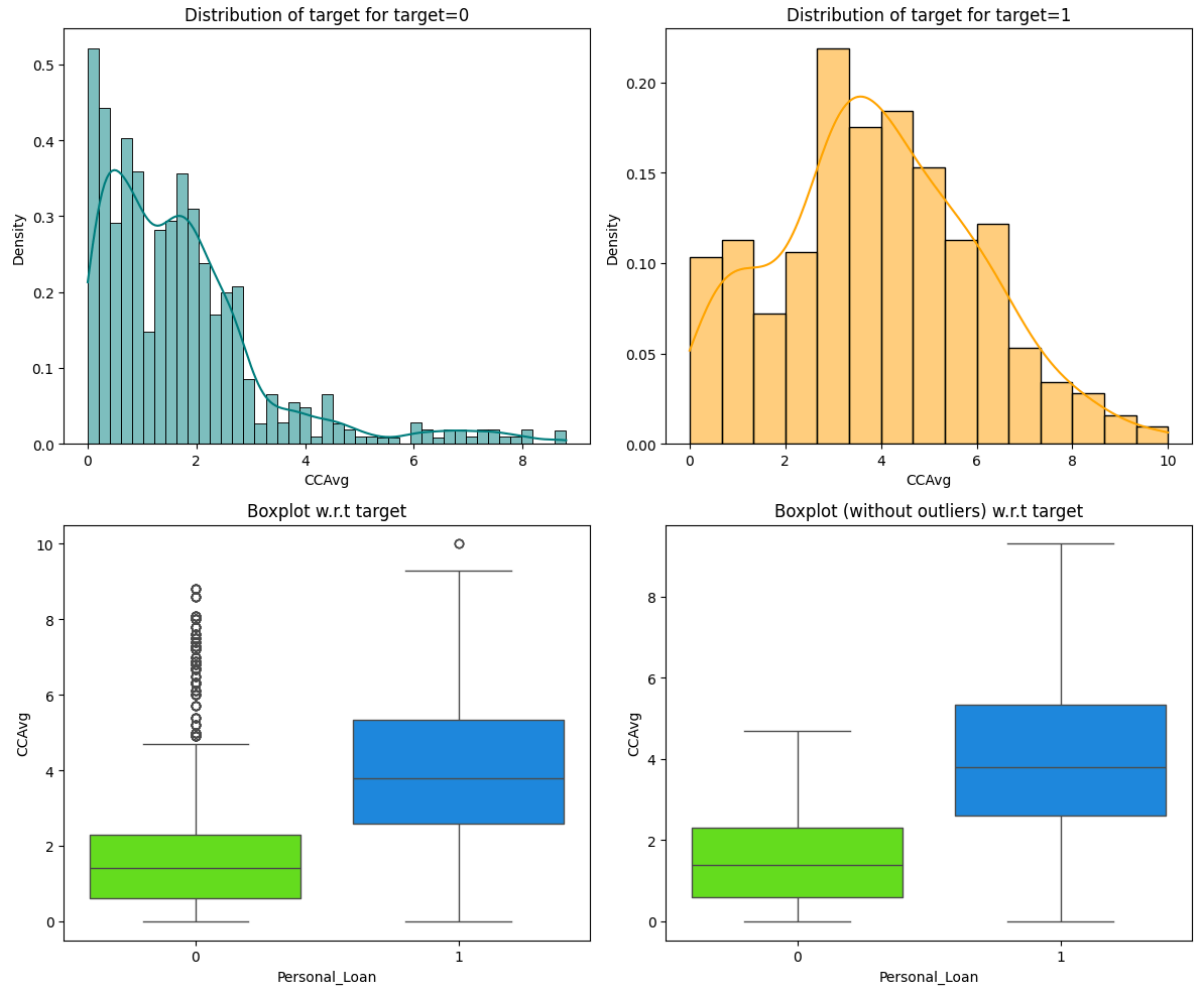 Distribution of target for target=0
Density
0.5
0.4
0.3
0.2
0.1
0.0
0 2 4 6 8
CCAvg
Distribution of target for target=1
Density
0.20
0.15
0.10
0.05
0.00
0 2 4 6 8 10
CCAvg
Boxplot w.r.t target
CCAvg
10
8
6
4
2
0
0 1
Personal_Loan
Boxplot (without outliers) w.r.t target
CCAvg
8
6
4
2
0
0 1
Personal_Loan